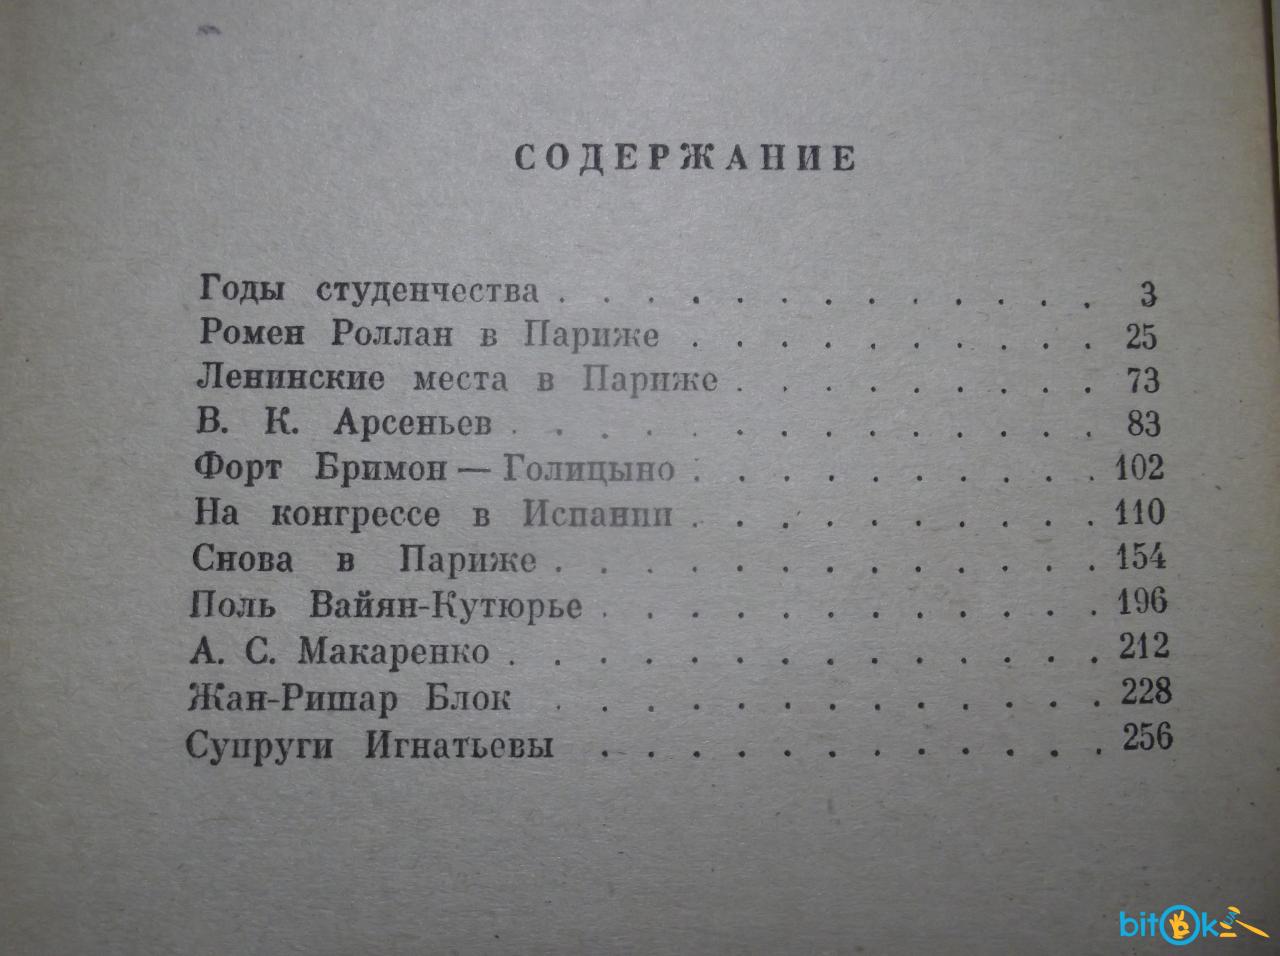 СОДЕРЖАНИЕ
Годы студенчества . . . . . . . . . . . . . 3
Ромен Роллан в Париже . . . . . . . . . . 25
Ленинские места в Париже . . . . . . . . . 73
В. К. Арсеньев . . . . . . . . . . . . . . 83
Форт Бримон — Голицыно . . . . . . . . . . 102
На конгрессе в Испании . . . . . . . . . . 110
Снова в Париже . . . . . . . . . . . . . 154
Поль Вайян-Кутюрье . . . . . . . . . . . . 196
А. С. Макаренко . . . . . . . . . . . . . . 212
Жан-Ришар Блок . . . . . . . . . . . . . 228
Супруги Игнатьевы . . . . . . . . . . . . 256
bitOk.UA